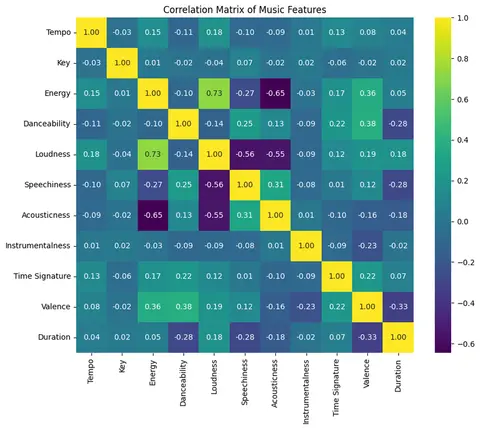 Correlation Matrix of Music Features
Tempo 1.00 -0.03 0.15 -0.11 0.18 -0.10 -0.09 0.01 0.13 0.08 0.04
Key -0.03 1.00 0.01 -0.02 -0.04 0.07 -0.02 0.02 -0.06 -0.02 0.02
Energy 0.15 0.01 1.00 -0.10 0.73 -0.27 -0.65 -0.03 0.17 0.36 0.05
Danceability -0.11 -0.02 -0.10 1.00 -0.14 0.25 0.13 -0.09 0.22 0.38 -0.28
Loudness 0.18 -0.04 0.73 -0.14 1.00 -0.56 -0.55 -0.09 0.12 0.19 0.18
Speechiness -0.10 0.07 -0.27 0.25 -0.56 1.00 0.31 -0.08 0.01 0.12 -0.28
Acousticness -0.09 -0.02 -0.65 0.13 -0.55 0.31 1.00 0.01 -0.10 -0.16 -0.18
Instrumentalness 0.01 0.02 -0.03 -0.09 -0.09 -0.08 0.01 1.00 -0.09 -0.23 -0.02
Time Signature 0.13 -0.06 0.17 0.22 0.12 0.01 -0.10 -0.09 1.00 0.22 0.07
Valence 0.08 -0.02 0.36 0.38 0.19 0.12 -0.16 -0.23 0.22 1.00 -0.33
Duration 0.04 0.02 0.05 -0.28 0.18 -0.28 -0.18 -0.02 0.07 -0.33 1.00
Tempo
Key
Energy
Danceability
Loudness
Speechiness
Acousticness
Instrumentalness
Time Signature
Valence
Duration
1.0
0.8
0.6
0.4
0.2
0.0
-0.2
-0.4
-0.6